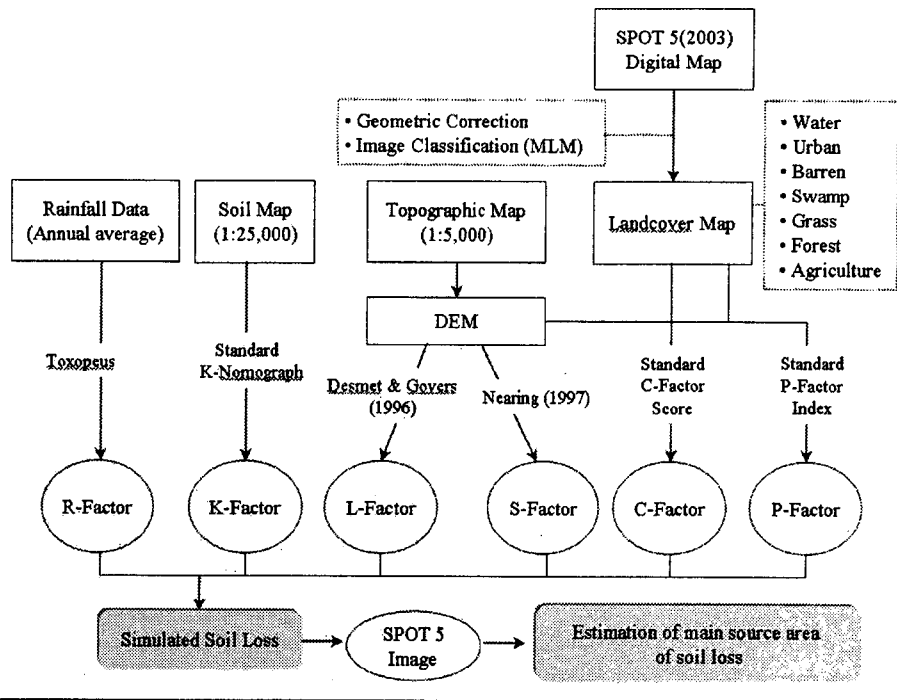 SPOT 5(2003)
Digital Map
• Geometric Correction
• Image Classification (MLM)
• Water
• Urban
• Barren
• Swamp
• Grass
• Forest
• Agriculture
Rainfall Data
(Annual average)
Soil Map
(1:25,000)
Topographic Map
(1:5,000)
Landcover Map
DEM
Toxopeus
Standard
K-Nomograph
Desmet & Govers
(1996)
Nearing (1997)
Standard
C-Factor
Score
Standard
P-Factor
Index
R-Factor
K-Factor
L-Factor
S-Factor
C-Factor
P-Factor
Simulated Soil Loss
SPOT 5
Image
Estimation of main source area
of soil loss